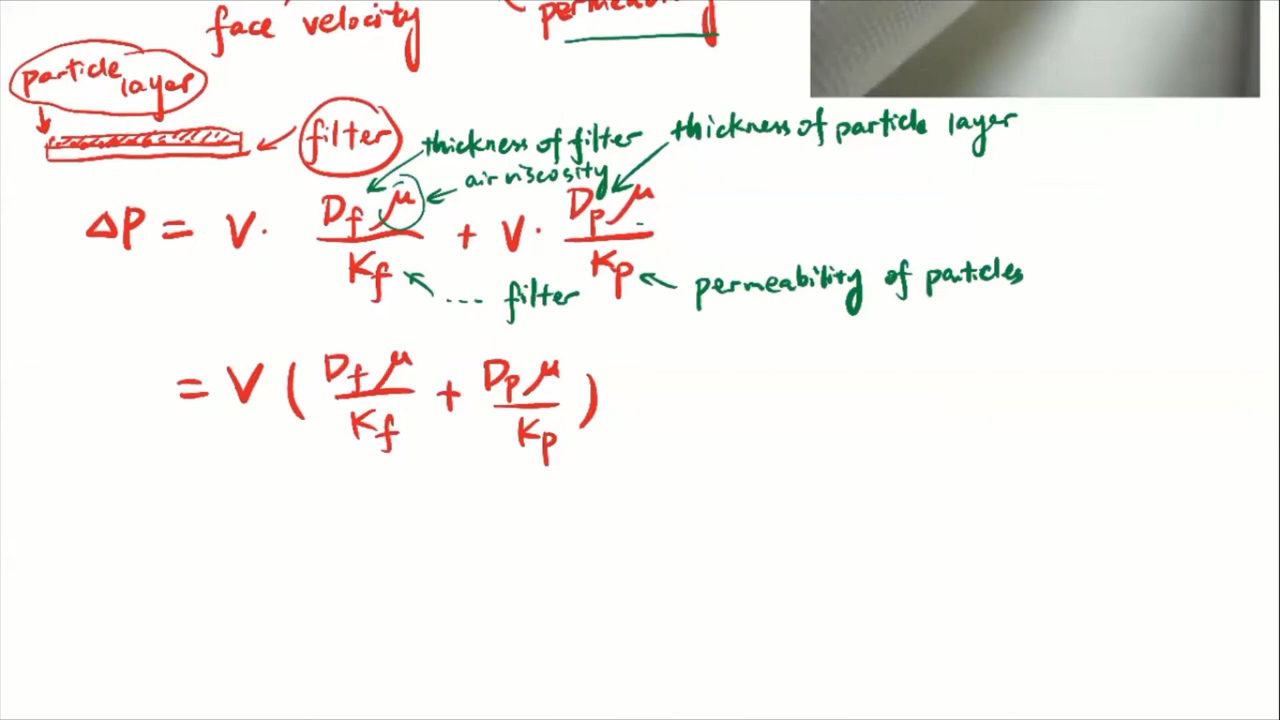 face velocity
particle layer
filter
thickness of filter
thickness of particle layer
air viscosity
ΔP = V · Df μ / Kf + V · Dp μ / Kp
... filter
permeability of particles
= V ( Df μ / Kf + Dp μ / Kp )